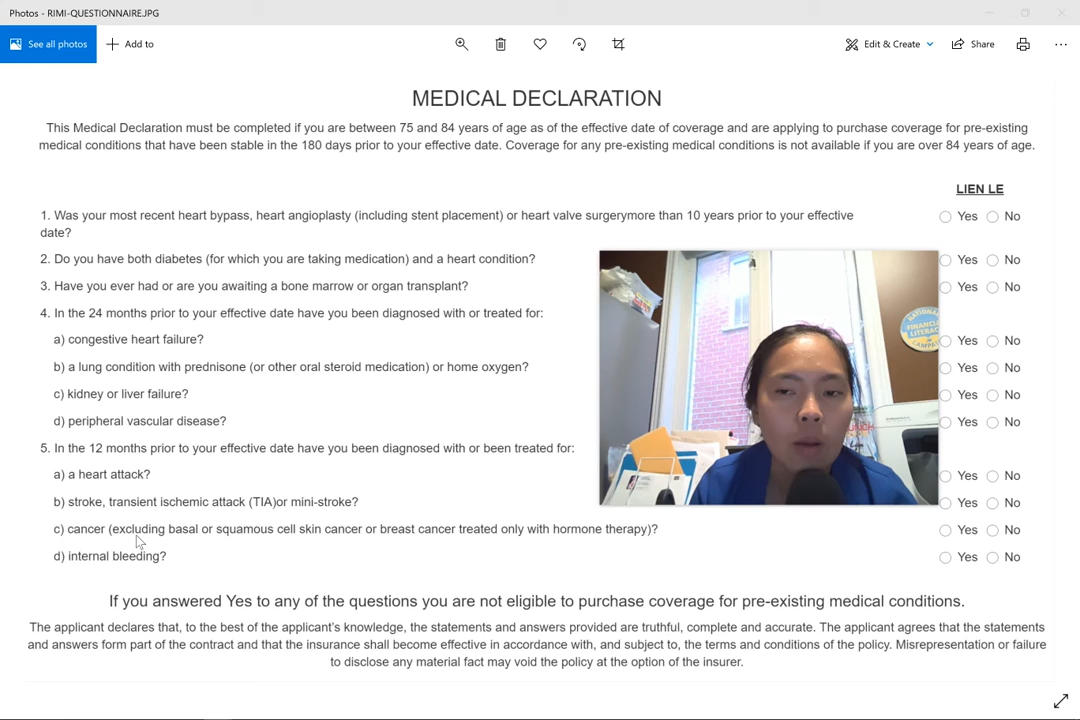 Photos - RIMI-QUESTIONNAIRE.JPG
See all photos
Add to
Edit & Create
Share
MEDICAL DECLARATION
This Medical Declaration must be completed if you are between 75 and 84 years of age as of the effective date of coverage and are applying to purchase coverage for pre-existing
medical conditions that have been stable in the 180 days prior to your effective date. Coverage for any pre-existing medical conditions is not available if you are over 84 years of age.
LIEN LE
1. Was your most recent heart bypass, heart angioplasty (including stent placement) or heart valve surgerymore than 10 years prior to your effective
date?
Yes No
2. Do you have both diabetes (for which you are taking medication) and a heart condition?
Yes No
3. Have you ever had or are you awaiting a bone marrow or organ transplant?
Yes No
4. In the 24 months prior to your effective date have you been diagnosed with or treated for:
a) congestive heart failure?
Yes No
b) a lung condition with prednisone (or other oral steroid medication) or home oxygen?
Yes No
c) kidney or liver failure?
Yes No
d) peripheral vascular disease?
Yes No
5. In the 12 months prior to your effective date have you been diagnosed with or been treated for:
a) a heart attack?
Yes No
b) stroke, transient ischemic attack (TIA)or mini-stroke?
Yes No
c) cancer (excluding basal or squamous cell skin cancer or breast cancer treated only with hormone therapy)?
Yes No
d) internal bleeding?
Yes No
FINANCIAL
If you answered Yes to any of the questions you are not eligible to purchase coverage for pre-existing medical conditions.
The applicant declares that, to the best of the applicant's knowledge, the statements and answers provided are truthful, complete and accurate. The applicant agrees that the statements
and answers form part of the contract and that the insurance shall become effective in accordance with, and subject to, the terms and conditions of the policy. Misrepresentation or failure
to disclose any material fact may void the policy at the option of the insurer.